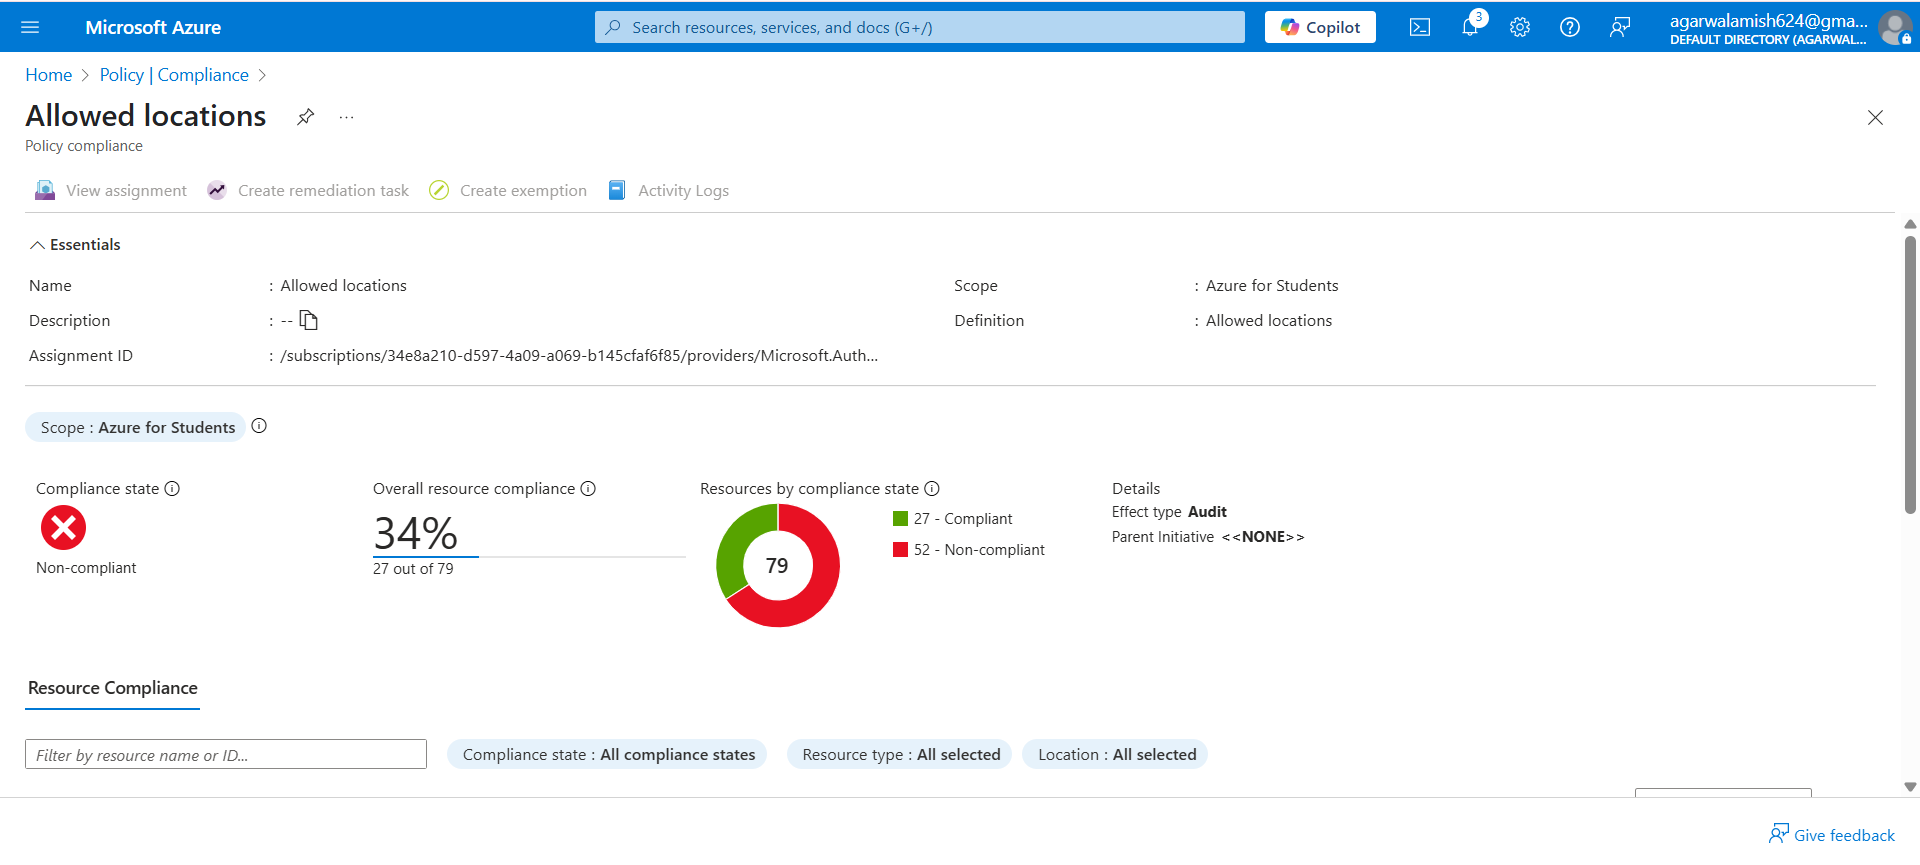 Microsoft Azure
Search resources, services, and docs (G+/)
Copilot
3
agarwalamish624@gma...
DEFAULT DIRECTORY (AGARWAL...
Home > Policy | Compliance >
Allowed locations
...
Policy compliance
View assignment
Create remediation task
Create exemption
Activity Logs
Essentials
Name : Allowed locations
Scope : Azure for Students
Description : --
Definition : Allowed locations
Assignment ID : /subscriptions/34e8a210-d597-4a09-a069-b145cfaf6f85/providers/Microsoft.Auth...
Scope : Azure for Students
Compliance state
Non-compliant
Overall resource compliance
34%
27 out of 79
Resources by compliance state
79
27 - Compliant
52 - Non-compliant
Details
Effect type Audit
Parent Initiative <<NONE>>
Resource Compliance
Filter by resource name or ID...
Compliance state : All compliance states
Resource type : All selected
Location : All selected
Give feedback